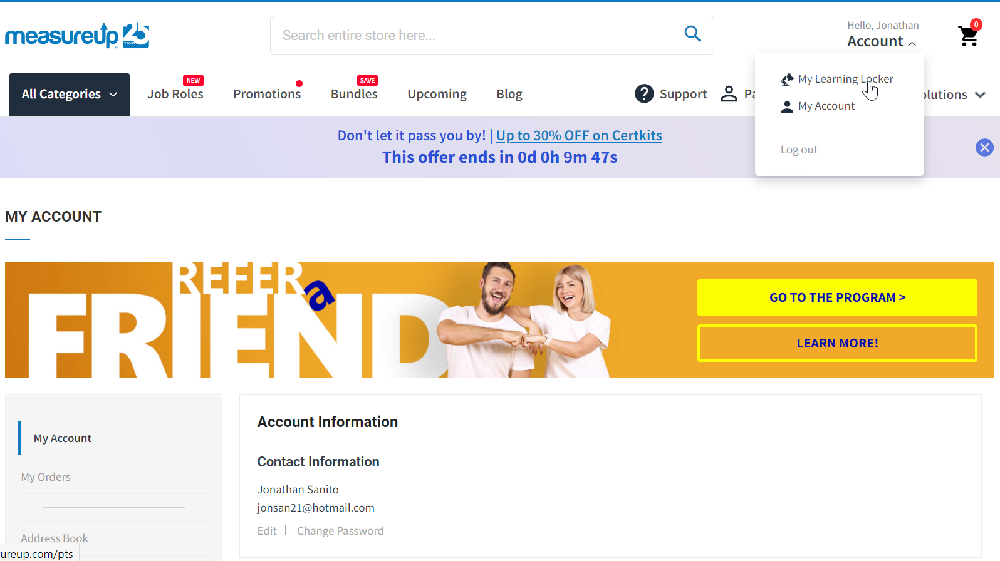 measureup 25 YEARS
Search entire store here...
Hello, Jonathan
Account
0
All Categories
NEW
Job Roles
Promotions
SAVE
Bundles
Upcoming
Blog
Support
Pa
olutions
My Learning Locker
My Account
Log out
Don't let it pass you by! | Up to 30% OFF on Certkits
This offer ends in 0d 0h 9m 47s
MY ACCOUNT
REFER a
FRIEND
GO TO THE PROGRAM >
LEARN MORE!
My Account
My Orders
Address Book
Account Information
Contact Information
Jonathan Sanito
jonsan21@hotmail.com
Edit | Change Password
ureup.com/pts